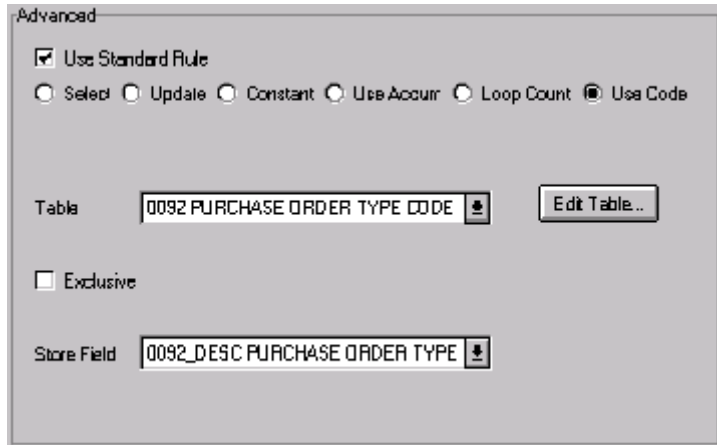 Advanced
Use Standard Rule
Select Update Constant Use Accum Loop Count Use Code
Table 0092 PURCHASE ORDER TYPE CODE Edit Table...
Exclusive
Store Field 0092_DESC PURCHASE ORDER TYPE